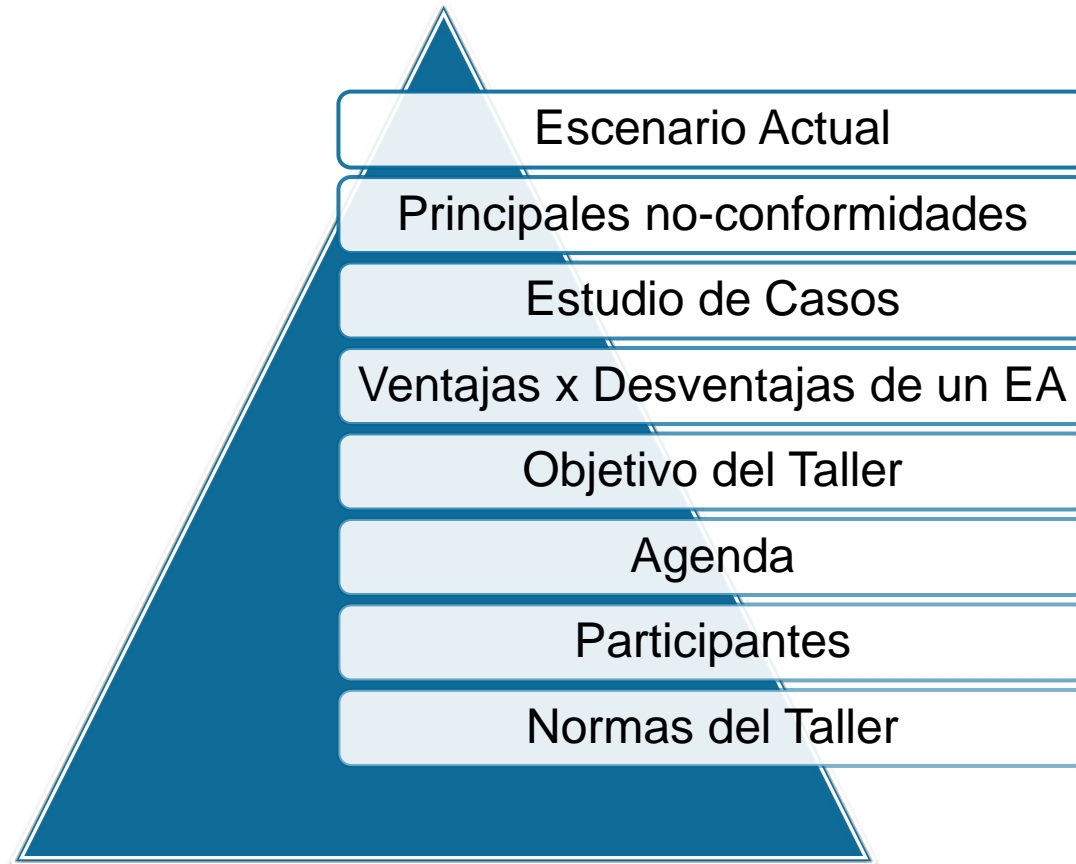 Escenario Actual
Principales no-conformidades
Estudio de Casos
Ventajas x Desventajas de un EA
Objetivo del Taller
Agenda
Participantes
Normas del Taller